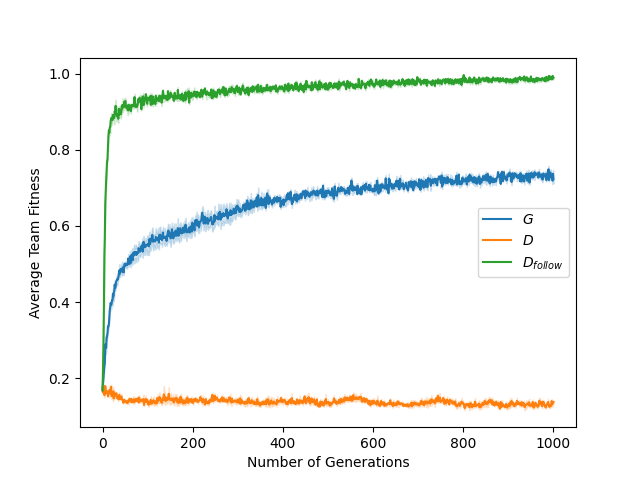 1.0
0.8
0.6
0.4
0.2
Average Team Fitness
G
D
D_follow
0 200 400 600 800 1000
Number of Generations